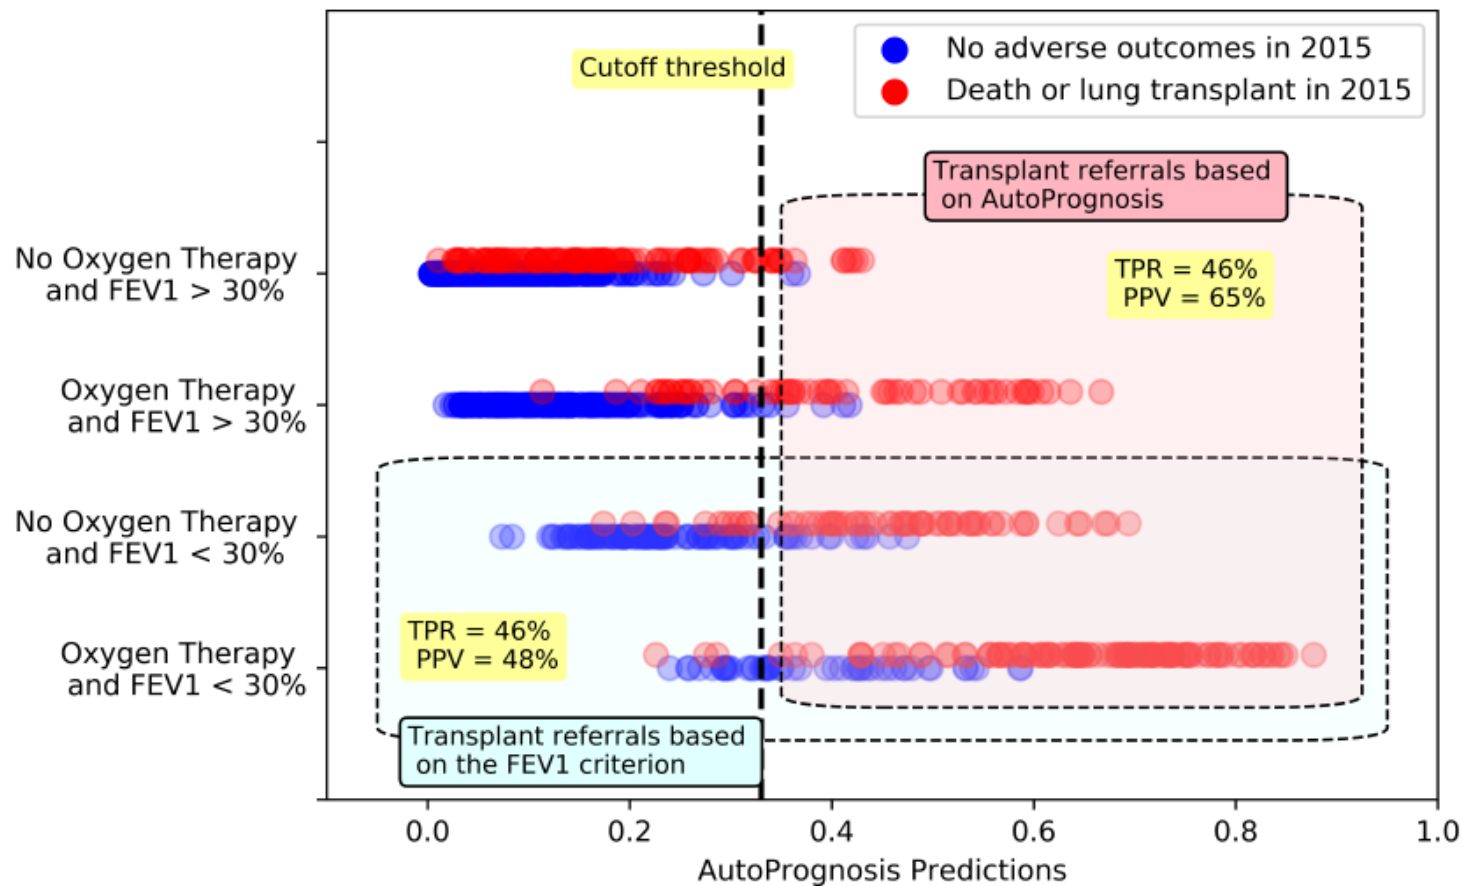 Cutoff threshold
No adverse outcomes in 2015
Death or lung transplant in 2015
Transplant referrals based
on AutoPrognosis
No Oxygen Therapy
and FEV1 > 30%
TPR = 46%
PPV = 65%
Oxygen Therapy
and FEV1 > 30%
No Oxygen Therapy
and FEV1 < 30%
TPR = 46%
PPV = 48%
Oxygen Therapy
and FEV1 < 30%
Transplant referrals based
on the FEV1 criterion
0.0 0.2 0.4 0.6 0.8 1.0
AutoPrognosis Predictions